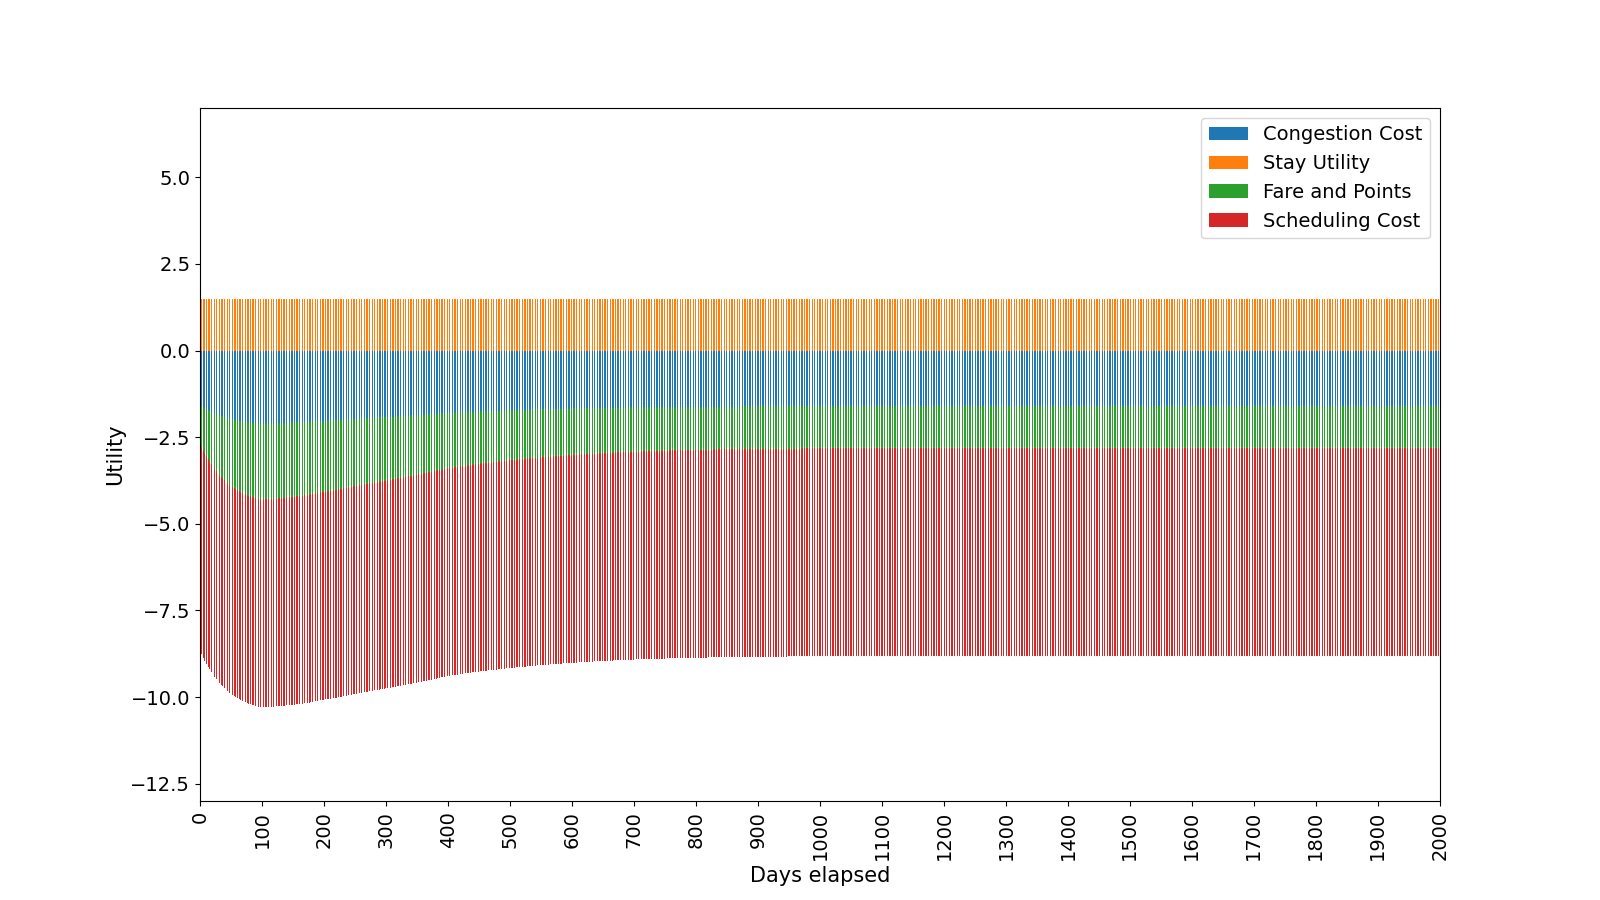 Congestion Cost
Stay Utility
Fare and Points
Scheduling Cost
5.0
2.5
0.0
−2.5
−5.0
−7.5
−10.0
−12.5
Utility
0 100 200 300 400 500 600 700 800 900 1000 1100 1200 1300 1400 1500 1600 1700 1800 1900 2000
Days elapsed